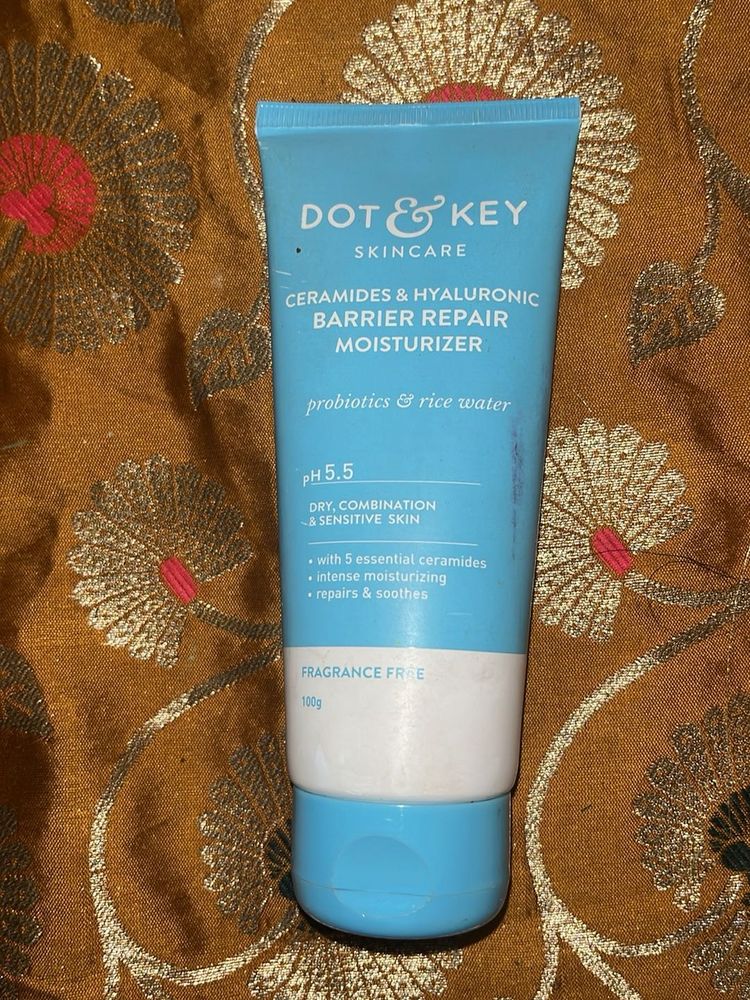 DOT & KEY
SKINCARE
CERAMIDES & HYALURONIC
BARRIER REPAIR
MOISTURIZER
probiotics & rice water
pH 5.5
DRY, COMBINATION
& SENSITIVE SKIN
• with 5 essential ceramides
• intense moisturizing
• repairs & soothes
FRAGRANCE FREE
100g